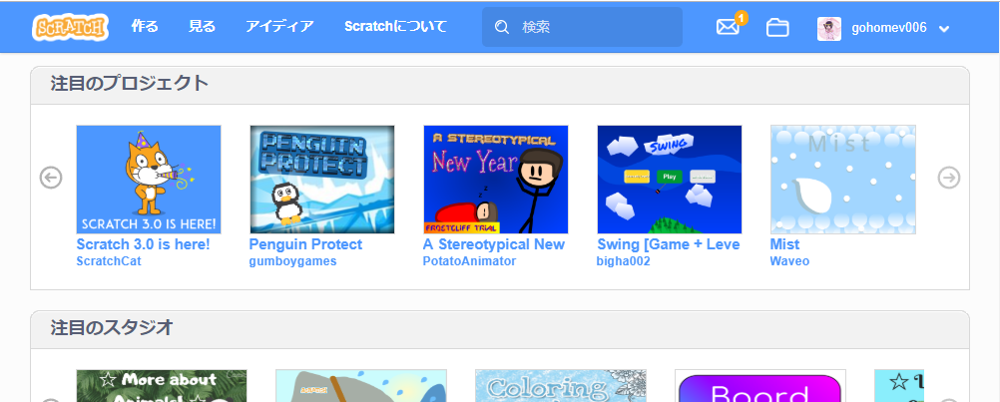 SCRATCH 作る 見る アイディア Scratchについて 検索 1 gohomev006
注目のプロジェクト
SCRATCH 3.0 IS HERE!
Scratch 3.0 is here!
ScratchCat
PENGUIN
PROTECT
Penguin Protect
gumboygames
A STEREOTYPICAL
New Year
FROSTCLIFF TRIAL
A Stereotypical New
PotatoAnimator
SWING
Play
Swing [Game + Leve
bigha002
Mist
Mist
Waveo
注目のスタジオ
☆ More about
Animals! ☆
Coloring
Board
☆